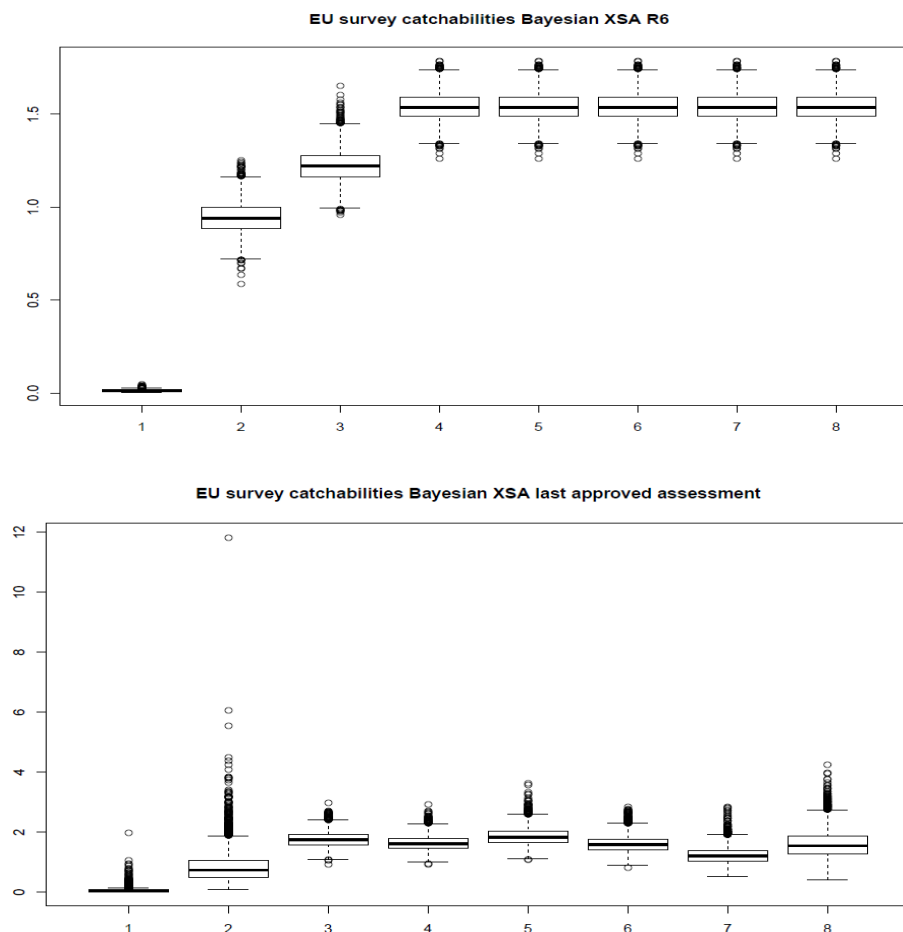 EU survey catchabilities Bayesian XSA R6
1.5
1.0
0.5
0.0
1 2 3 4 5 6 7 8
EU survey catchabilities Bayesian XSA last approved assessment
12
10
8
6
4
2
0
1 2 3 4 5 6 7 8